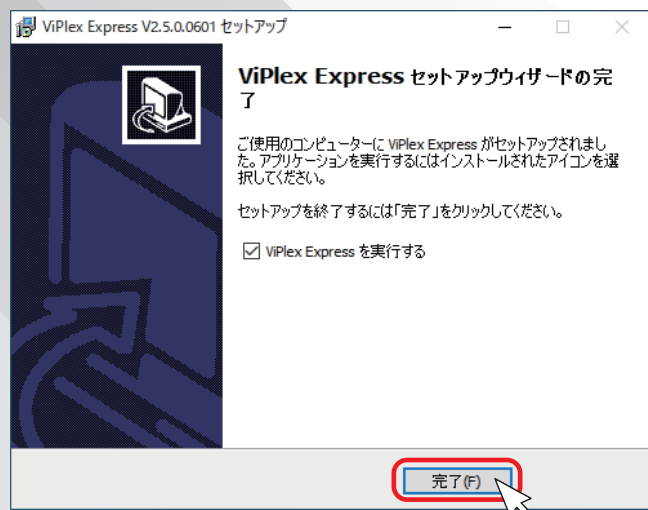 ViPlex Express V2.5.0.0601 セットアップ
ViPlex Express セットアップウィザードの完
了
ご使用のコンピューターに ViPlex Express がセットアップされまし
た。アプリケーションを実行するにはインストールされたアイコンを選
択してください。
セットアップを終了するには「完了」をクリックしてください。
ViPlex Express を実行する
完了(F)